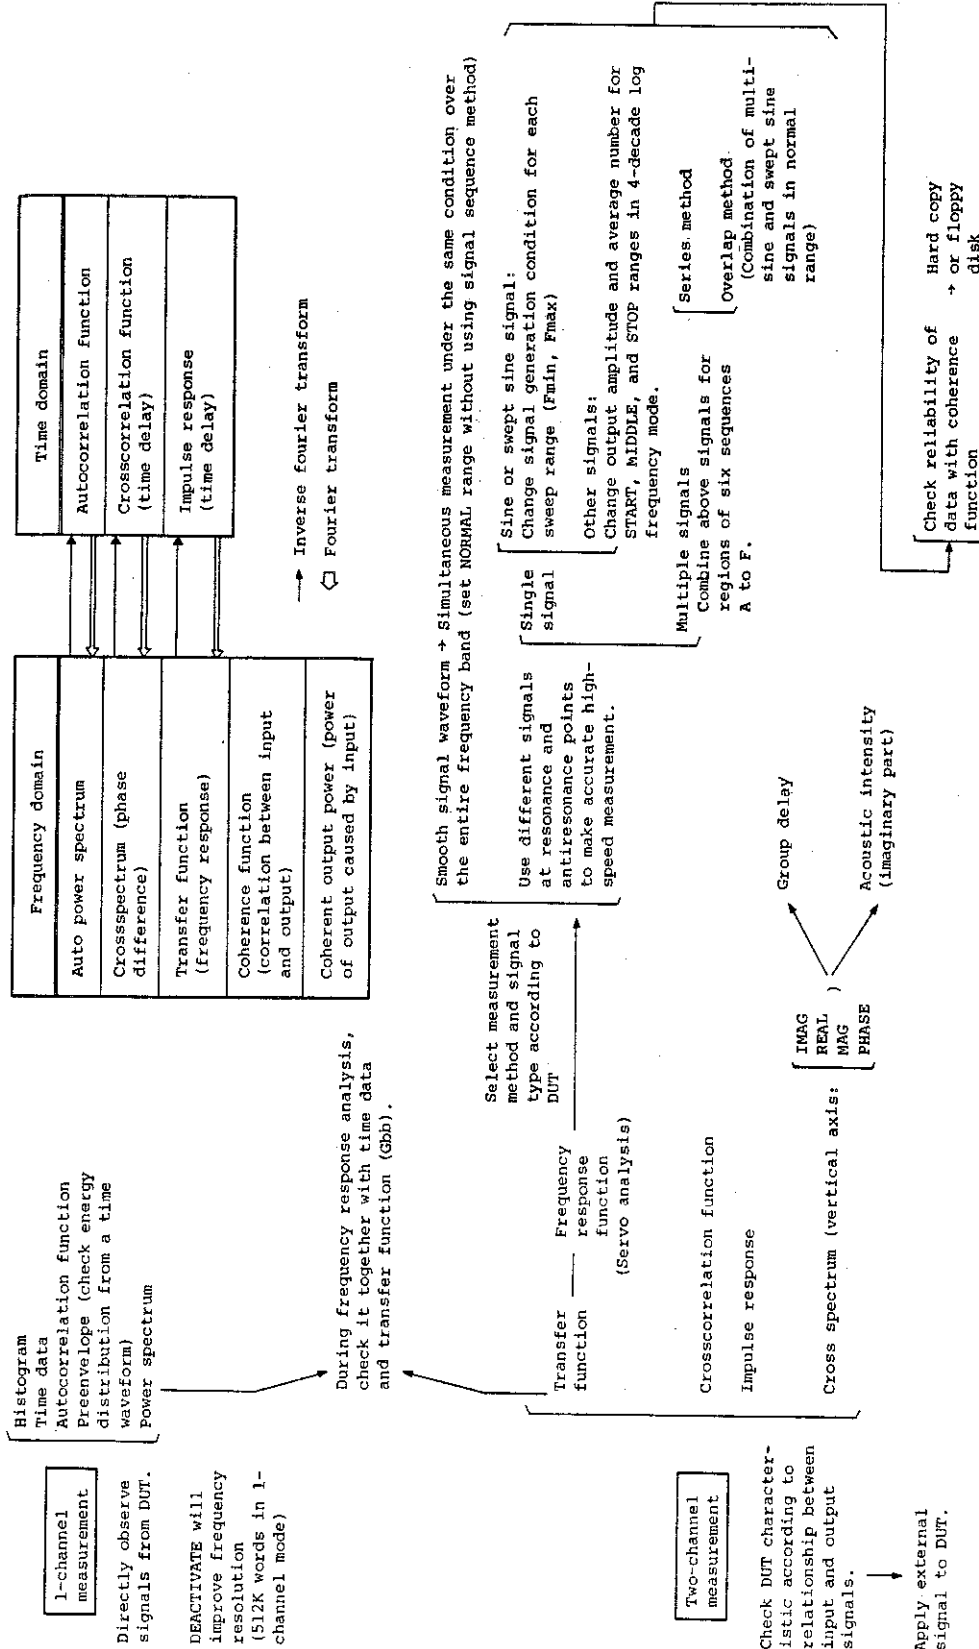 1-channel
measurement
Directly observe
signals from DUT.
DEACTIVATE will
improve frequency
resolution
(512K words in 1-
channel mode)
Histogram
Time data
Autocorrelation function
Preenvelope (check energy
distribution from a time
waveform)
Power spectrum
During frequency response analysis,
check it together with time data
and transfer function (Gbb).
Frequency domain
Auto power spectrum
Crossspectrum (phase
difference)
Transfer function
(frequency response)
Coherence function
(correlation between input
and output)
Coherent output power (power
of output caused by input)
Time domain
Autocorrelation function
Crosscorrelation function
(time delay)
Impulse response
(time delay)
→ Inverse fourier transform
⇦ Fourier transform
Two-channel
measurement
Check DUT character-
istic according to
relationship between
input and output
signals.
Apply external
signal to DUT.
Transfer
function
Frequency
response
function
(Servo analysis)
Crosscorrelation function
Impulse response
Cross spectrum (vertical axis:
IMAG
REAL
MAG
PHASE
)
Group delay
Acoustic intensity
(imaginary part)
Select measurement
method and signal
type according to
DUT
Smooth signal waveform → Simultaneous measurement under the same condition over
the entire frequency band (set NORMAL range without using signal sequence method)
Use different signals
at resonance and
antiresonance points
to make accurate high-
speed measurement.
Single
signal
Sine or swept sine signal:
Change signal generation condition for each
sweep range (Fmin, Fmax)
Other signals:
Change output amplitude and average number for
START, MIDDLE, and STOP ranges in 4-decade log
frequency mode.
Multiple signals
Combine above signals for
regions of six sequences
A to F.
Series method
Overlap method
(Combination of multi-
sine and swept sine
signals in normal
range)
Check reliability of
data with coherence
function
→
Hard copy
or floppy
disk